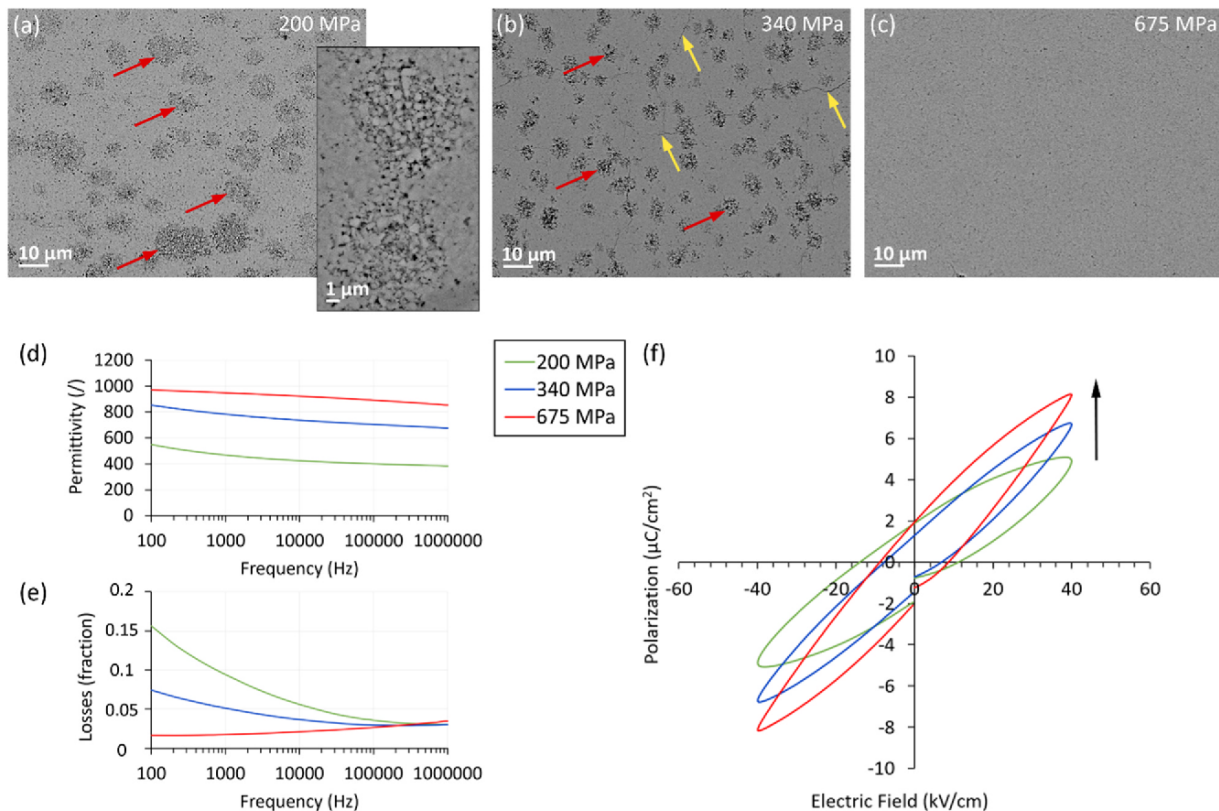 (a) 200 MPa
10 µm
1 µm
(b) 340 MPa
10 µm
(c) 675 MPa
10 µm
(d)
1200
1000
800
600
400
200
0
Permittivity (/)
100 1000 10000 100000 1000000
Frequency (Hz)
(e)
0.2
0.15
0.1
0.05
0
Losses (fraction)
100 1000 10000 100000 1000000
Frequency (Hz)
200 MPa
340 MPa
675 MPa
(f)
10
8
6
4
2
0
-2
-4
-6
-8
-10
Polarization (µC/cm²)
-60 -40 -20 0 20 40 60
Electric Field (kV/cm)